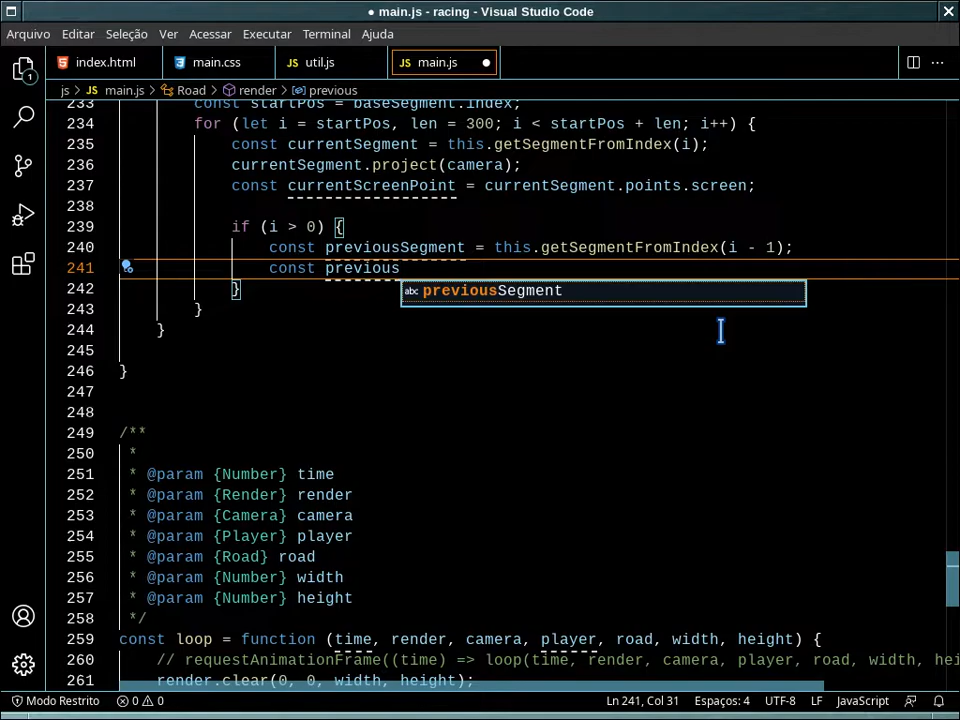 ● main.js - racing - Visual Studio Code
Arquivo Editar Seleção Ver Acessar Executar Terminal Ajuda
index.html main.css util.js main.js
js > main.js > Road > render > previous
233 const startPos = baseSegment.index;
234 for (let i = startPos, len = 300; i < startPos + len; i++) {
235 const currentSegment = this.getSegmentFromIndex(i);
236 currentSegment.project(camera);
237 const currentScreenPoint = currentSegment.points.screen;
238
239 if (i > 0) {
240 const previousSegment = this.getSegmentFromIndex(i - 1);
241 const previous
abc previousSegment
242 }
243 }
244 }
245
246 }
247
248
249 /**
250 *
251 * @param {Number} time
252 * @param {Render} render
253 * @param {Camera} camera
254 * @param {Player} player
255 * @param {Road} road
256 * @param {Number} width
257 * @param {Number} height
258 */
259 const loop = function (time, render, camera, player, road, width, height) {
260 // requestAnimationFrame((time) => loop(time, render, camera, player, road, width, hei
261 render.clear(0, 0, width, height);
Modo Restrito 0 0 Ln 241, Col 31 Espaços: 4 UTF-8 LF JavaScript